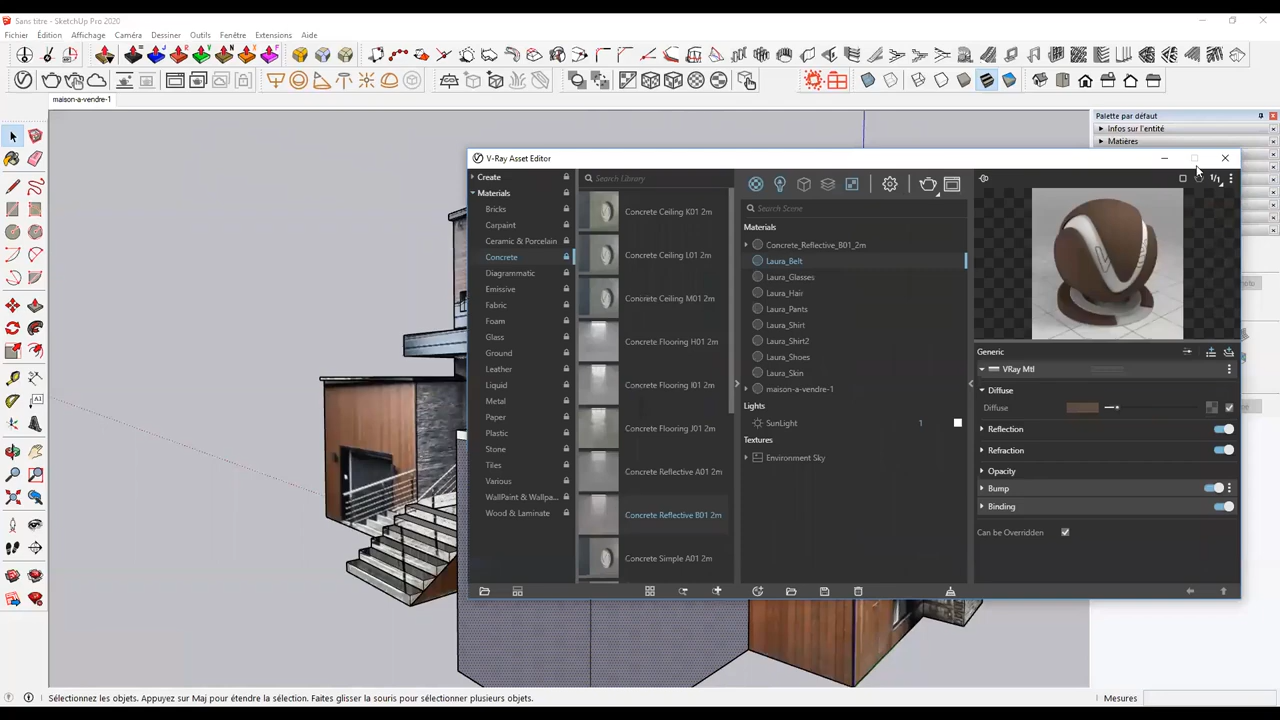 Sans titre - SketchUp Pro 2020
Fichier Édition Affichage Caméra Dessiner Outils Fenêtre Extensions Aide
maison-a-vendre-1
Palette par défaut
Infos sur l'entité
Matières
V-Ray Asset Editor
Create
Materials
Bricks
Carpaint
Ceramic & Porcelain
Concrete
Diagrammatic
Emissive
Fabric
Foam
Glass
Ground
Leather
Liquid
Metal
Paper
Plastic
Stone
Tiles
Various
WallPaint & Wallpa...
Wood & Laminate
Search Library
Concrete Ceiling K01 2m
Concrete Ceiling L01 2m
Concrete Ceiling M01 2m
Concrete Flooring H01 2m
Concrete Flooring I01 2m
Concrete Flooring J01 2m
Concrete Reflective A01 2m
Concrete Reflective B01 2m
Concrete Simple A01 2m
Search Scene
Materials
Concrete_Reflective_B01_2m
Laura_Belt
Laura_Glasses
Laura_Hair
Laura_Pants
Laura_Shirt
Laura_Shirt2
Laura_Shoes
Laura_Skin
maison-a-vendre-1
Lights
SunLight 1
Textures
Environment Sky
1/1
Generic
VRay Mtl
Diffuse
Diffuse
Reflection
Refraction
Opacity
Bump
Binding
Can be Overridden
Sélectionnez les objets. Appuyez sur Maj pour étendre la sélection. Faites glisser la souris pour sélectionner plusieurs objets.
Mesures